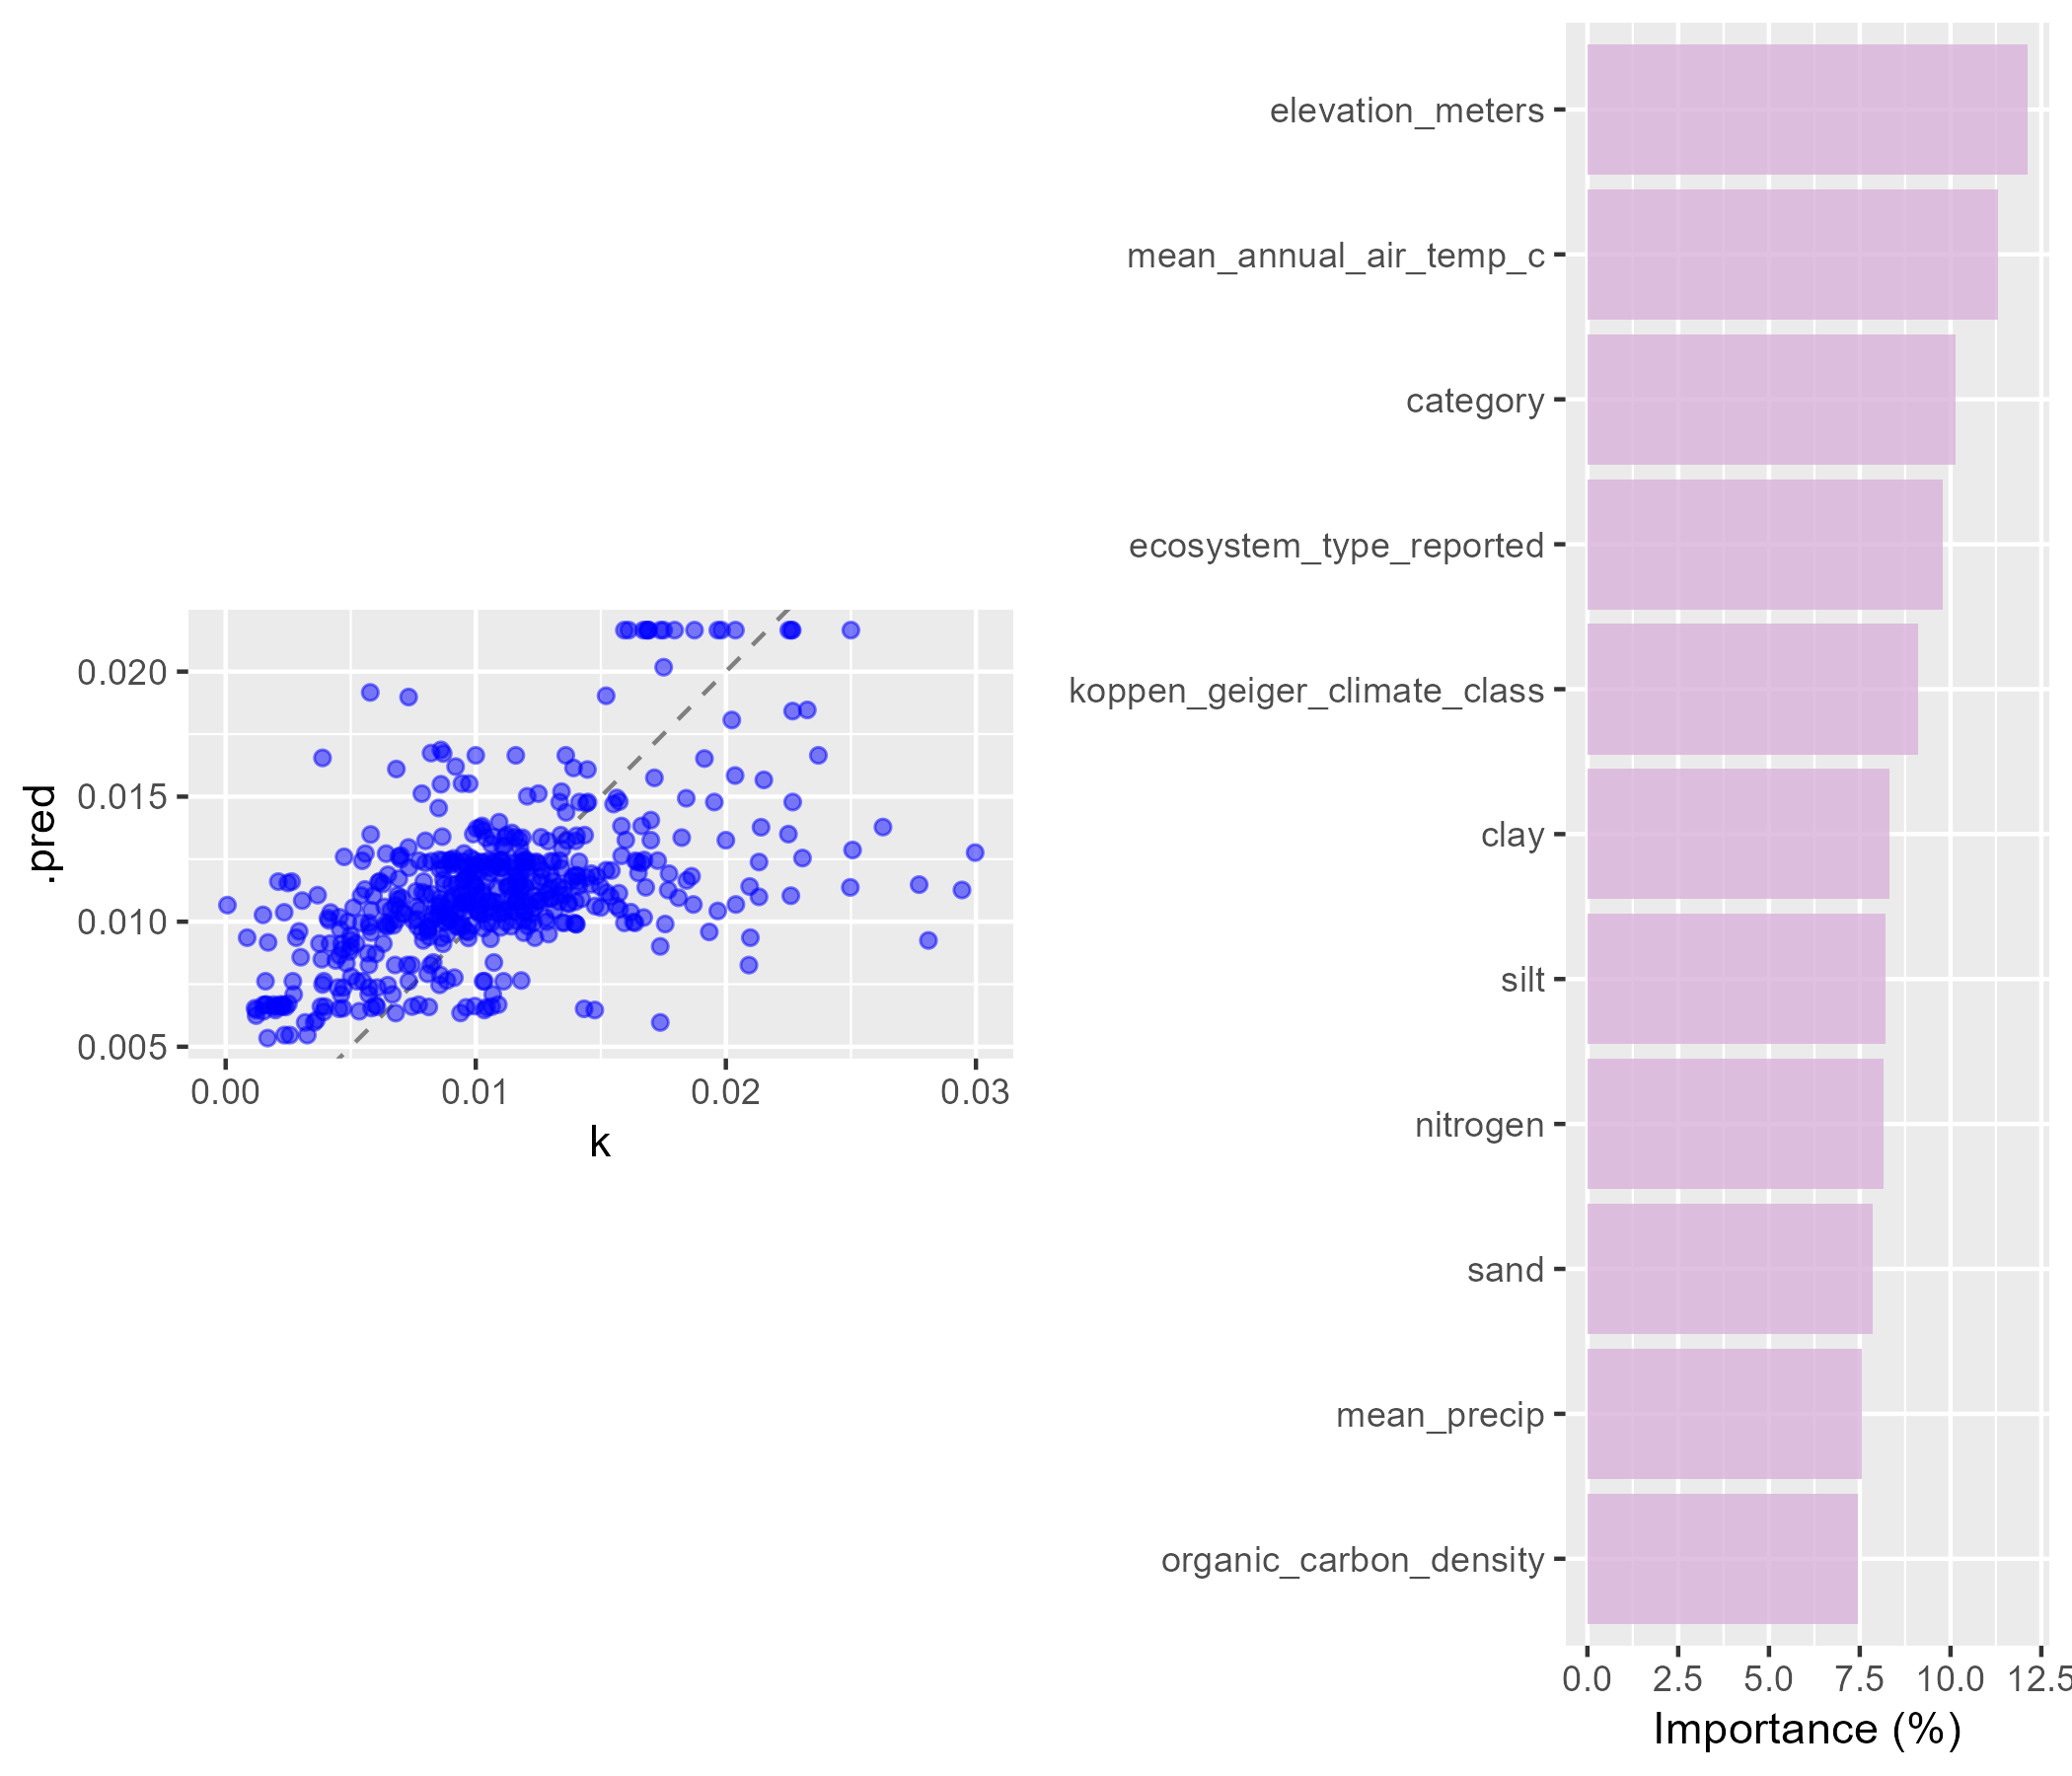 .pred
0.020
0.015
0.010
0.005
0.00 0.01 0.02 0.03
k
elevation_meters
mean_annual_air_temp_c
category
ecosystem_type_reported
koppen_geiger_climate_class
clay
silt
nitrogen
sand
mean_precip
organic_carbon_density
0.0 2.5 5.0 7.5 10.0 12.5
Importance (%)